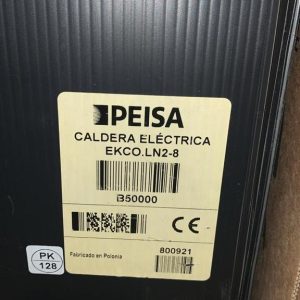 PEISA
CALDERA ELÉCTRICA
EKCO.LN2-8
B50000
CE
800921
Fabricado en Polonia
PK
128